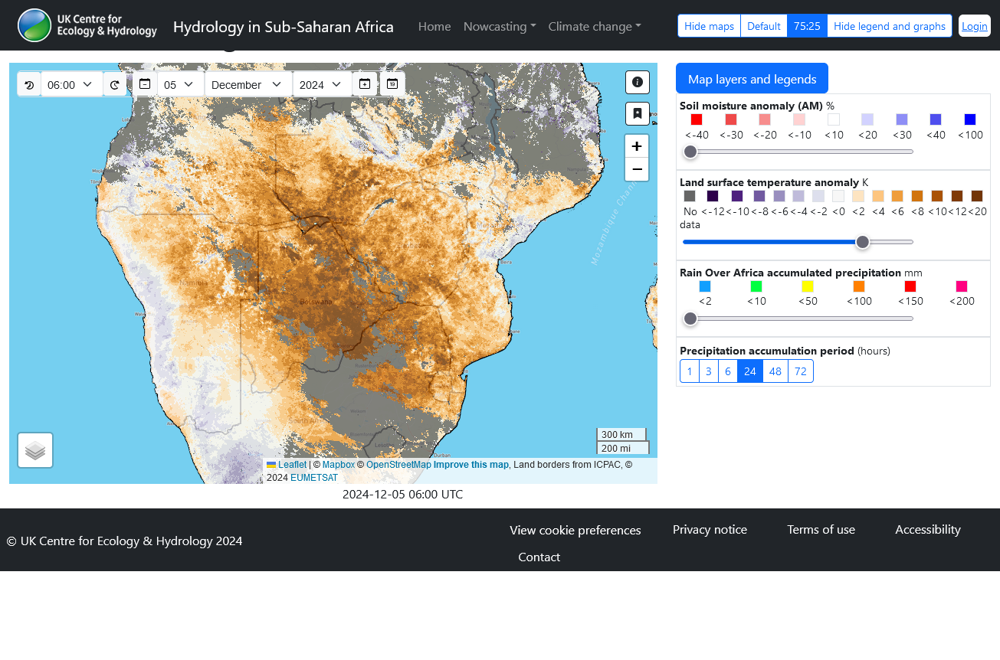 UK Centre for
Ecology & Hydrology
Hydrology in Sub-Saharan Africa
Home
Nowcasting
Climate change
Hide maps
Default
75:25
Hide legend and graphs
Login
06:00
05
December
2024
19
Map layers and legends
Soil moisture anomaly (AM) %
<-40 <-30 <-20 <-10 <10 <20 <30 <40 <100
Land surface temperature anomaly K
No data <-12 <-10 <-8 <-6 <-4 <-2 <0 <2 <4 <6 <8 <10 <12 <20
Rain Over Africa accumulated precipitation mm
<2 <10 <50 <100 <150 <200
Precipitation accumulation period (hours)
1 3 6 24 48 72
+
−
Mozambique Chann
Namibia
Botswana
Lesotho
Durban
Beira
South Afri
300 km
200 mi
Leaflet | © Mapbox © OpenStreetMap Improve this map, Land borders from ICPAC, ©
2024 EUMETSAT
2024-12-05 06:00 UTC
© UK Centre for Ecology & Hydrology 2024
View cookie preferences
Privacy notice
Terms of use
Accessibility
Contact